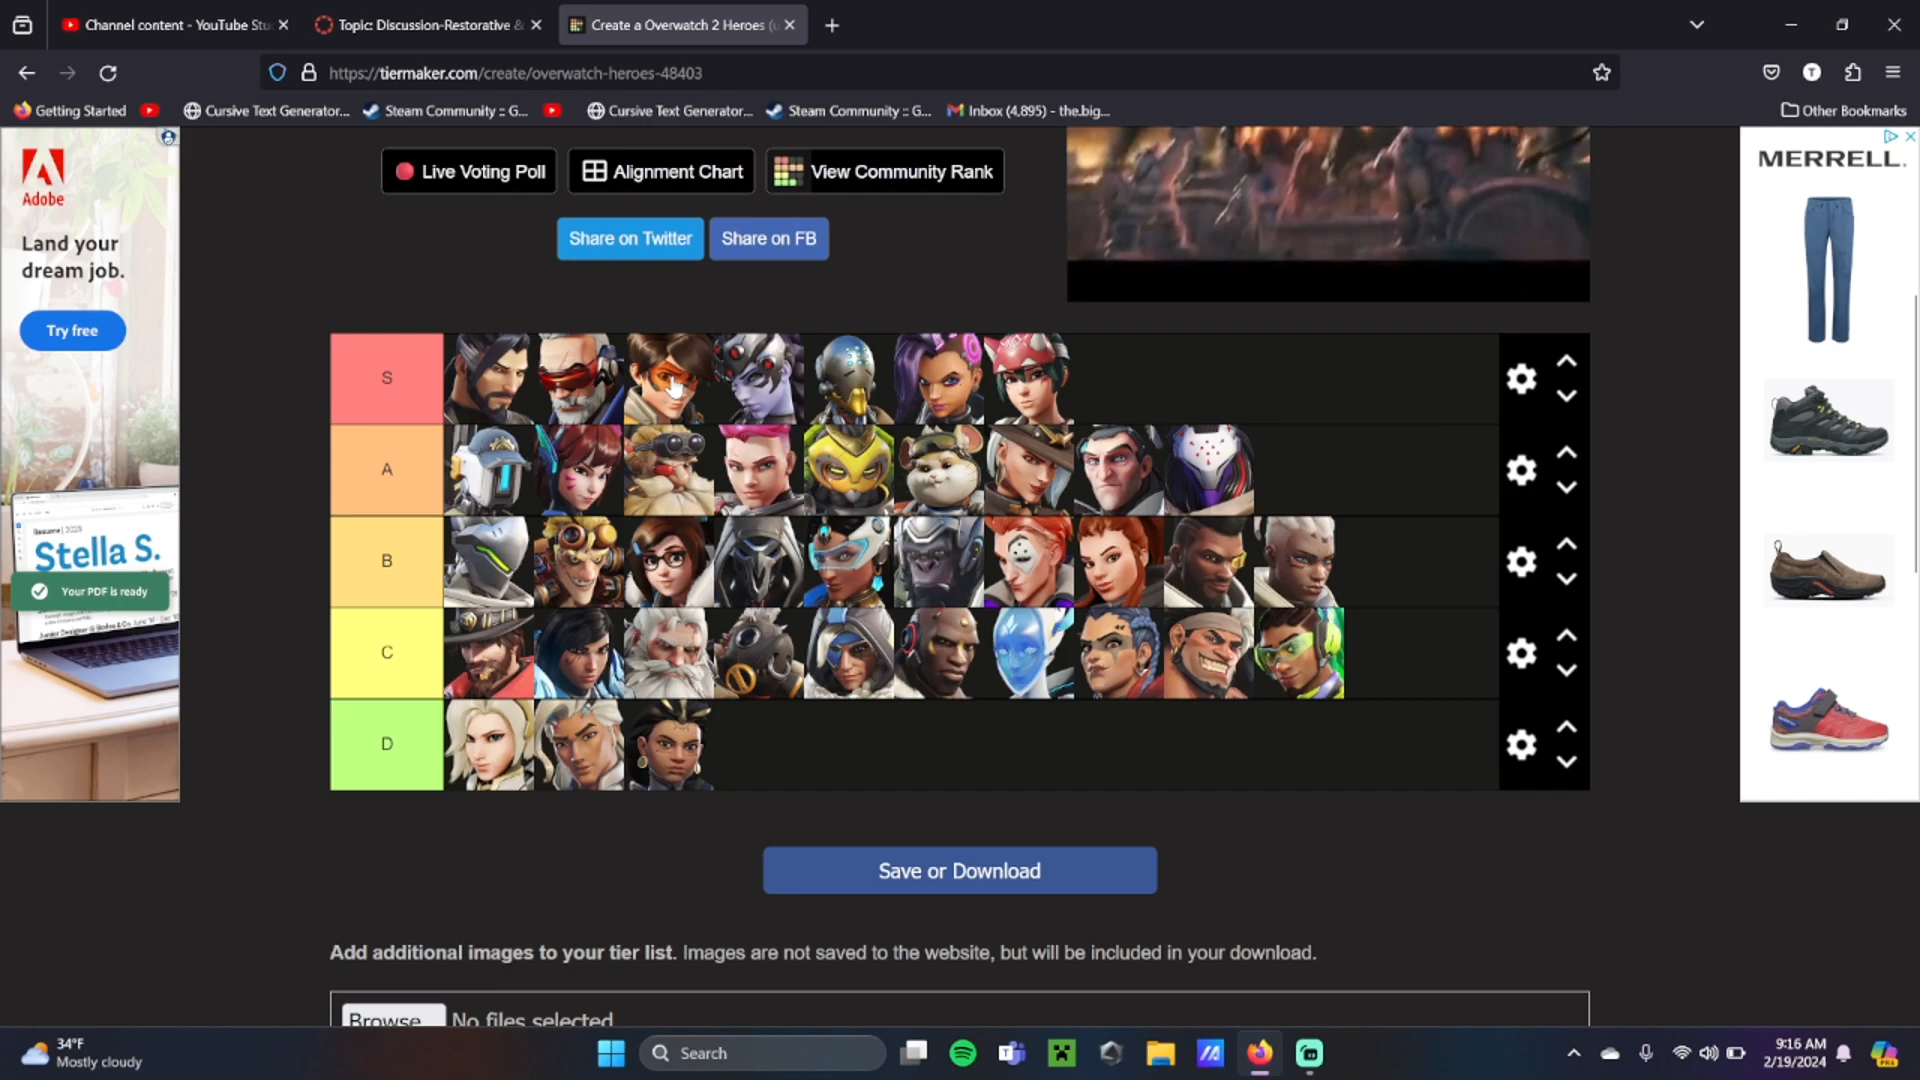 Channel content - YouTube Stu
Topic: Discussion-Restorative &
Create a Overwatch 2 Heroes (u
https://tiermaker.com/create/overwatch-heroes-48403
Getting Started
Cursive Text Generator...
Steam Community :: G...
Cursive Text Generator...
Steam Community :: G...
Inbox (4,895) - the.big...
Other Bookmarks
Adobe
Land your
dream job.
Try free
Resume | 2025
Stella S.
Your PDF is ready
MERRELL.
Live Voting Poll
Alignment Chart
View Community Rank
Share on Twitter
Share on FB
S
A
B
C
D
Save or Download
Add additional images to your tier list. Images are not saved to the website, but will be included in your download.
Browse...
No files selected.
34°F
Mostly cloudy
Search
9:16 AM
2/19/2024